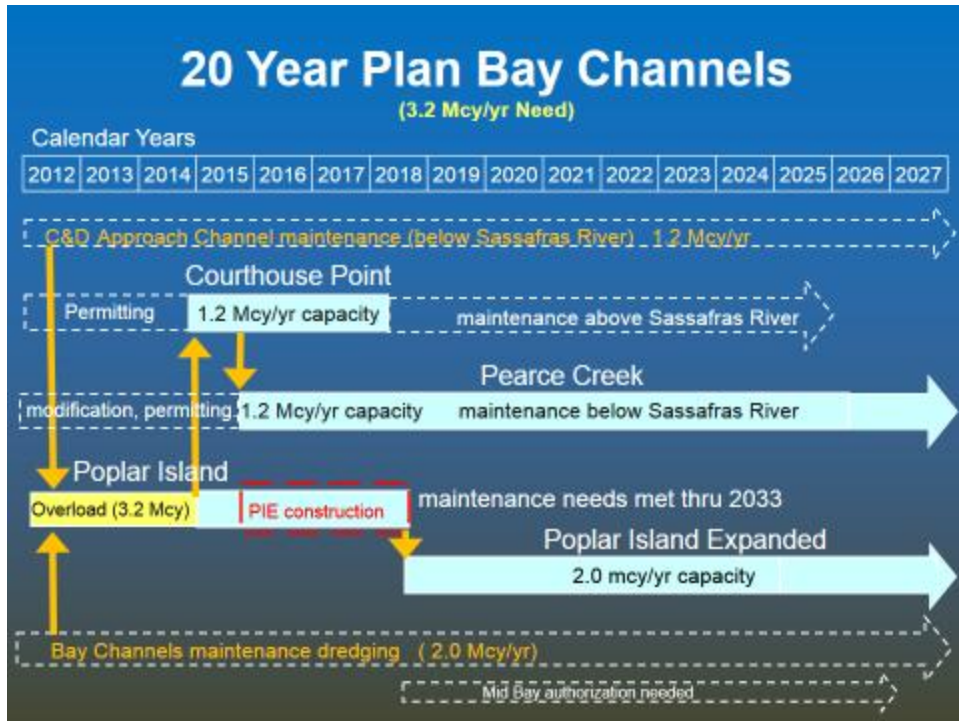 20 Year Plan Bay Channels
(3.2 Mcy/yr Need)
Calendar Years
2012 2013 2014 2015 2016 2017 2018 2019 2020 2021 2022 2023 2024 2025 2026 2027
C&D Approach Channel maintenance (below Sassafras River) 1.2 Mcy/yr
Courthouse Point
Permitting 1.2 Mcy/yr capacity maintenance above Sassafras River
Pearce Creek
modification, permitting 1.2 Mcy/yr capacity maintenance below Sassafras River
Poplar Island
Overload (3.2 Mcy) PIE construction maintenance needs met thru 2033
Poplar Island Expanded
2.0 mcy/yr capacity
Bay Channels maintenance dredging ( 2.0 Mcy/yr)
Mid Bay authorization needed